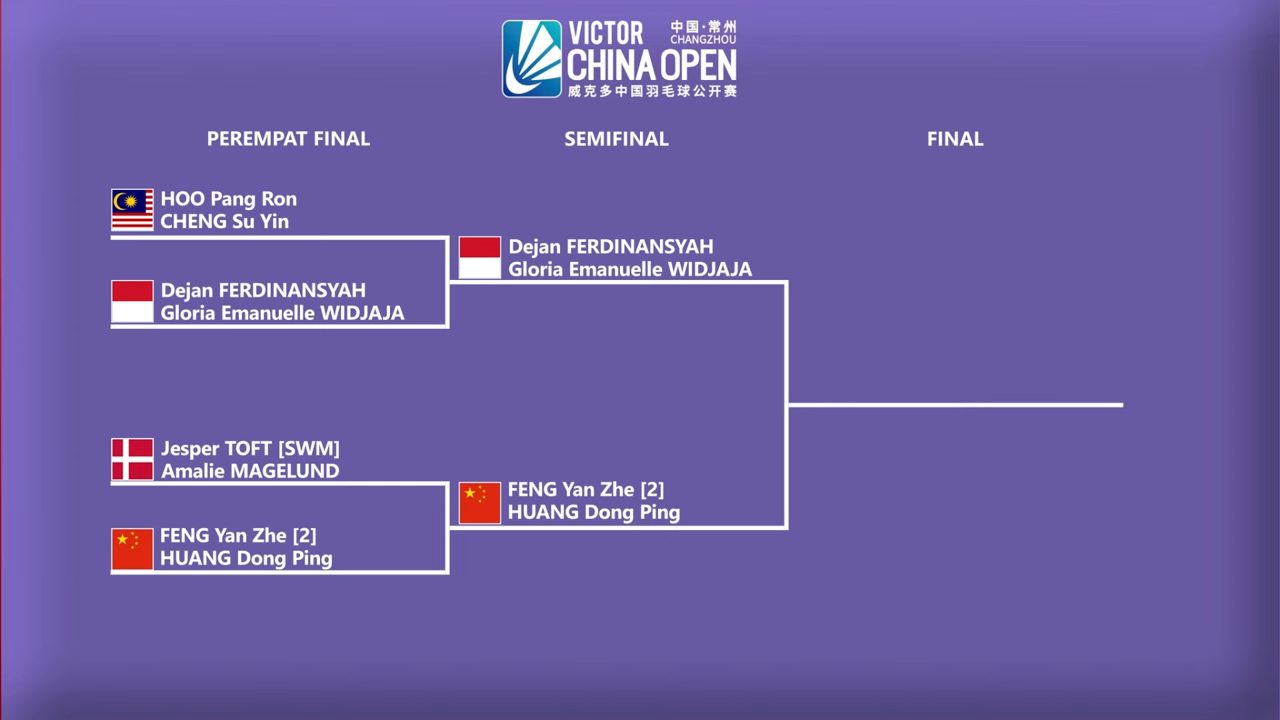 VICTOR 中国·常州
CHANGZHOU
CHINA OPEN
威克多中国羽毛球公开赛
PEREMPAT FINAL
SEMIFINAL
FINAL
HOO Pang Ron
CHENG Su Yin
Dejan FERDINANSYAH
Gloria Emanuelle WIDJAJA
Dejan FERDINANSYAH
Gloria Emanuelle WIDJAJA
Jesper TOFT [SWM]
Amalie MAGELUND
FENG Yan Zhe [2]
HUANG Dong Ping
FENG Yan Zhe [2]
HUANG Dong Ping